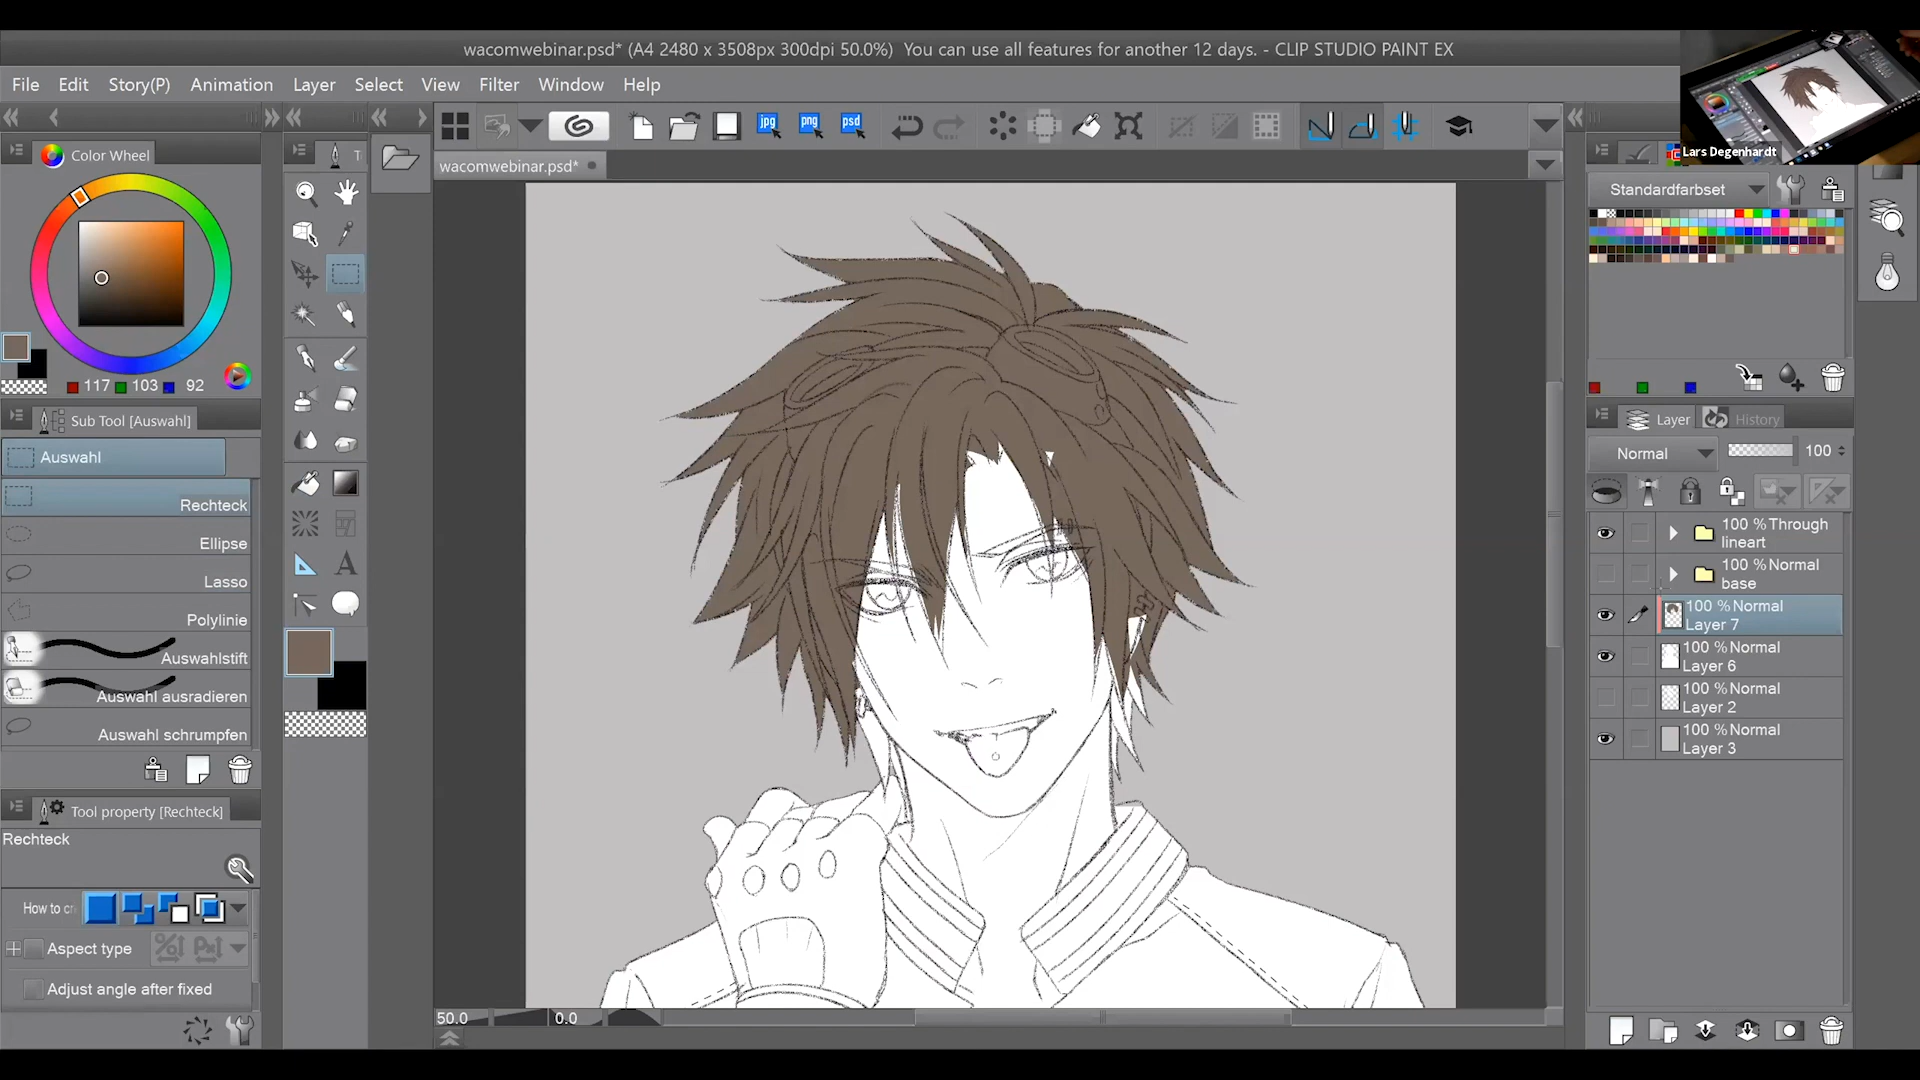 wacomwebinar.psd* (A4 2480 x 3508px 300dpi 50.0%)  You can use all features for another 12 days. - CLIP STUDIO PAINT EX
File Edit Story(P) Animation Layer Select View Filter Window Help
jpg png psd
Color Wheel
T
wacomwebinar.psd*
Lars Degenhardt
Standardfarbset
117 103 92
Sub Tool [Auswahl]
Auswahl
Rechteck
Ellipse
Lasso
Polylinie
Auswahlstift
Auswahl ausradieren
Auswahl schrumpfen
Tool property [Rechteck]
Rechteck
How to cr
Aspect type
Adjust angle after fixed
A
50.0
0.0
Layer History
Normal 100
100 %Through
lineart
100 %Normal
base
100 %Normal
Layer 7
100 %Normal
Layer 6
100 %Normal
Layer 2
100 %Normal
Layer 3